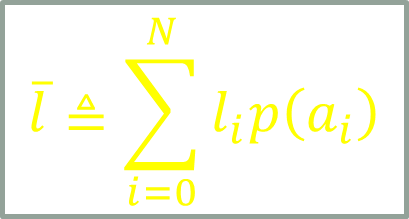 l̄ ≜ ∑_{i=0}^{N} l_i p(a_i)